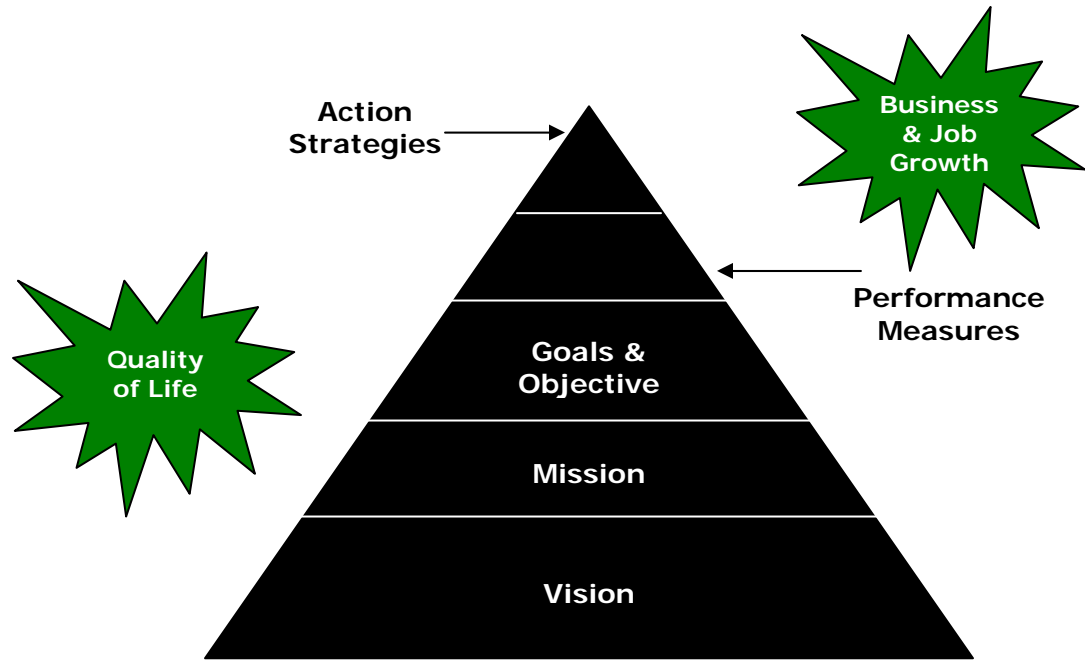 Action
Strategies
Business
& Job
Growth
Performance
Measures
Quality
of Life
Goals &
Objective
Mission
Vision